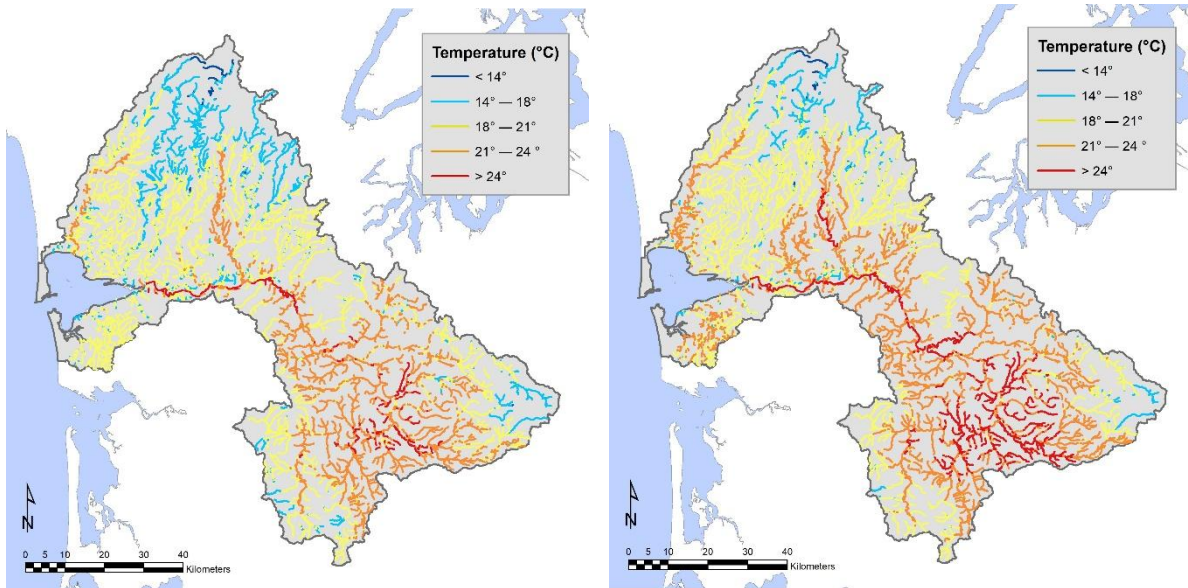 Temperature (°C)
< 14°
14° — 18°
18° — 21°
21° — 24 °
> 24°
N
0 5 10 20 30 40
Kilometers
Temperature (°C)
< 14°
14° — 18°
18° — 21°
21° — 24 °
> 24°
N
0 5 10 20 30 40
Kilometers